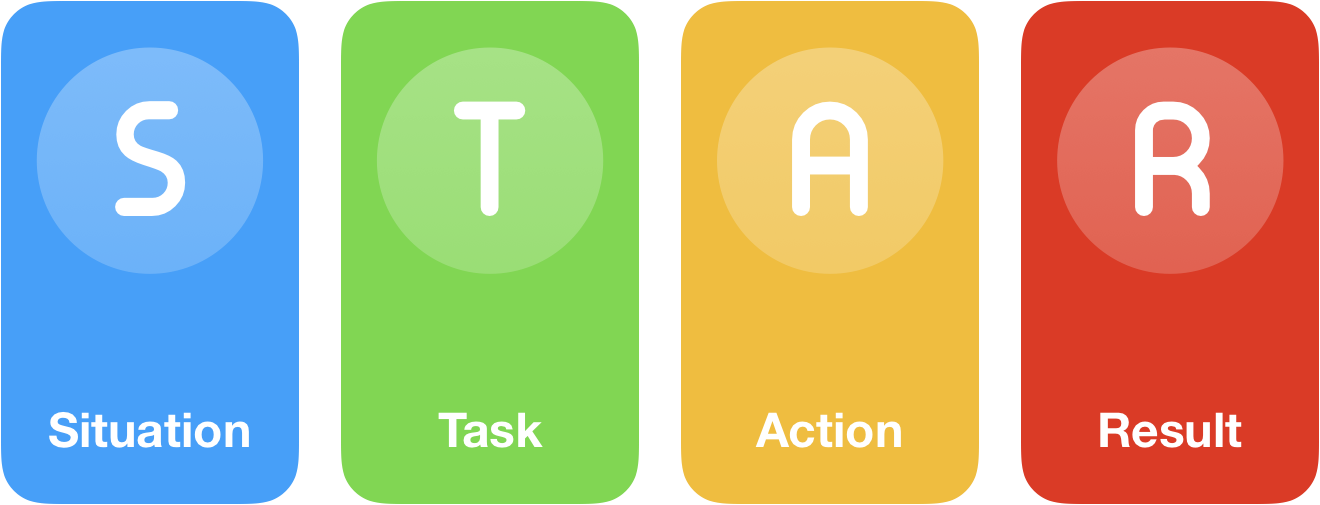 S
Situation
T
Task
A
Action
R
Result